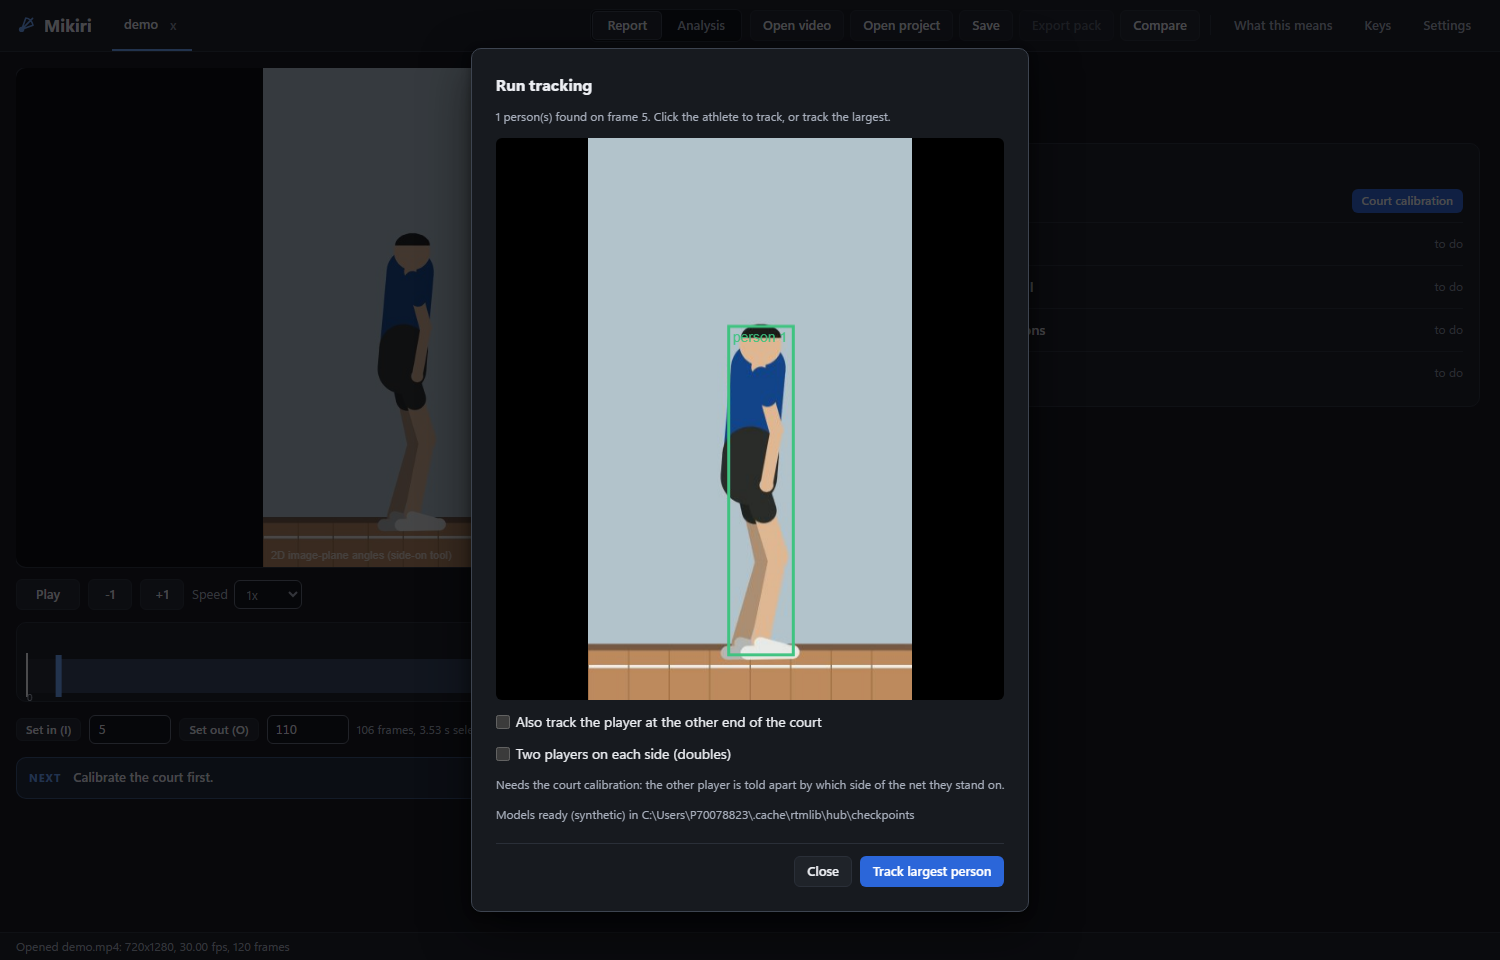 Mikiri
demo x
Report Analysis Open video Open project Save Export pack Compare What this means Keys Settings
Run tracking
1 person(s) found on frame 5. Click the athlete to track, or track the largest.
person 1
Court calibration
to do
l to do
ons to do
to do
2D image-plane angles (side-on tool)
Play -1 +1 Speed 1x
0
Set in (I) 5 Set out (O) 110 106 frames, 3.53 s sele
NEXT Calibrate the court first.
Also track the player at the other end of the court
Two players on each side (doubles)
Needs the court calibration: the other player is told apart by which side of the net they stand on.
Models ready (synthetic) in C:\Users\P70078823\.cache\rtmlib\hub\checkpoints
Close Track largest person
Opened demo.mp4: 720x1280, 30.00 fps, 120 frames